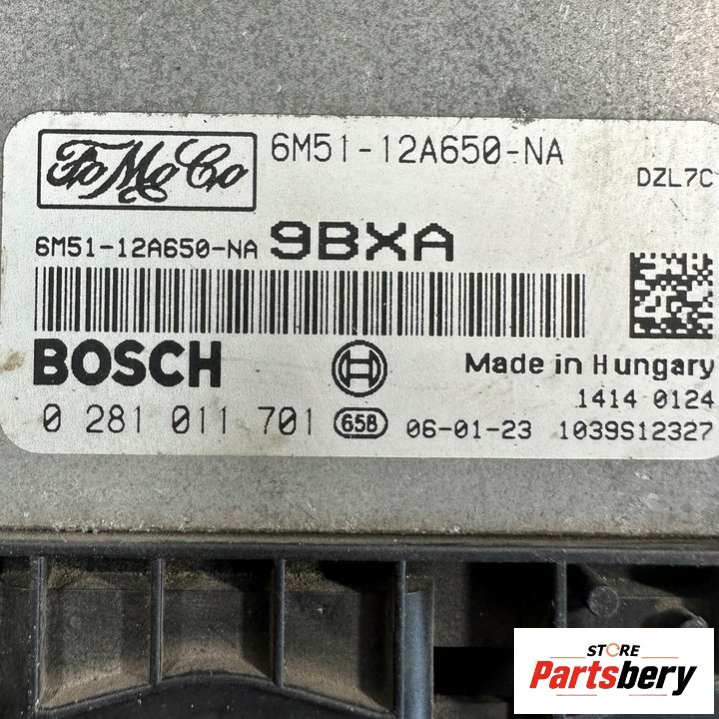 FoMoCo
6M51-12A650-NA
DZL7C
6M51-12A650-NA 9BXA
BOSCH
Made in Hungary
1414 0124
0 281 011 701 658 06-01-23 1039S12327
STORE
Partsbery